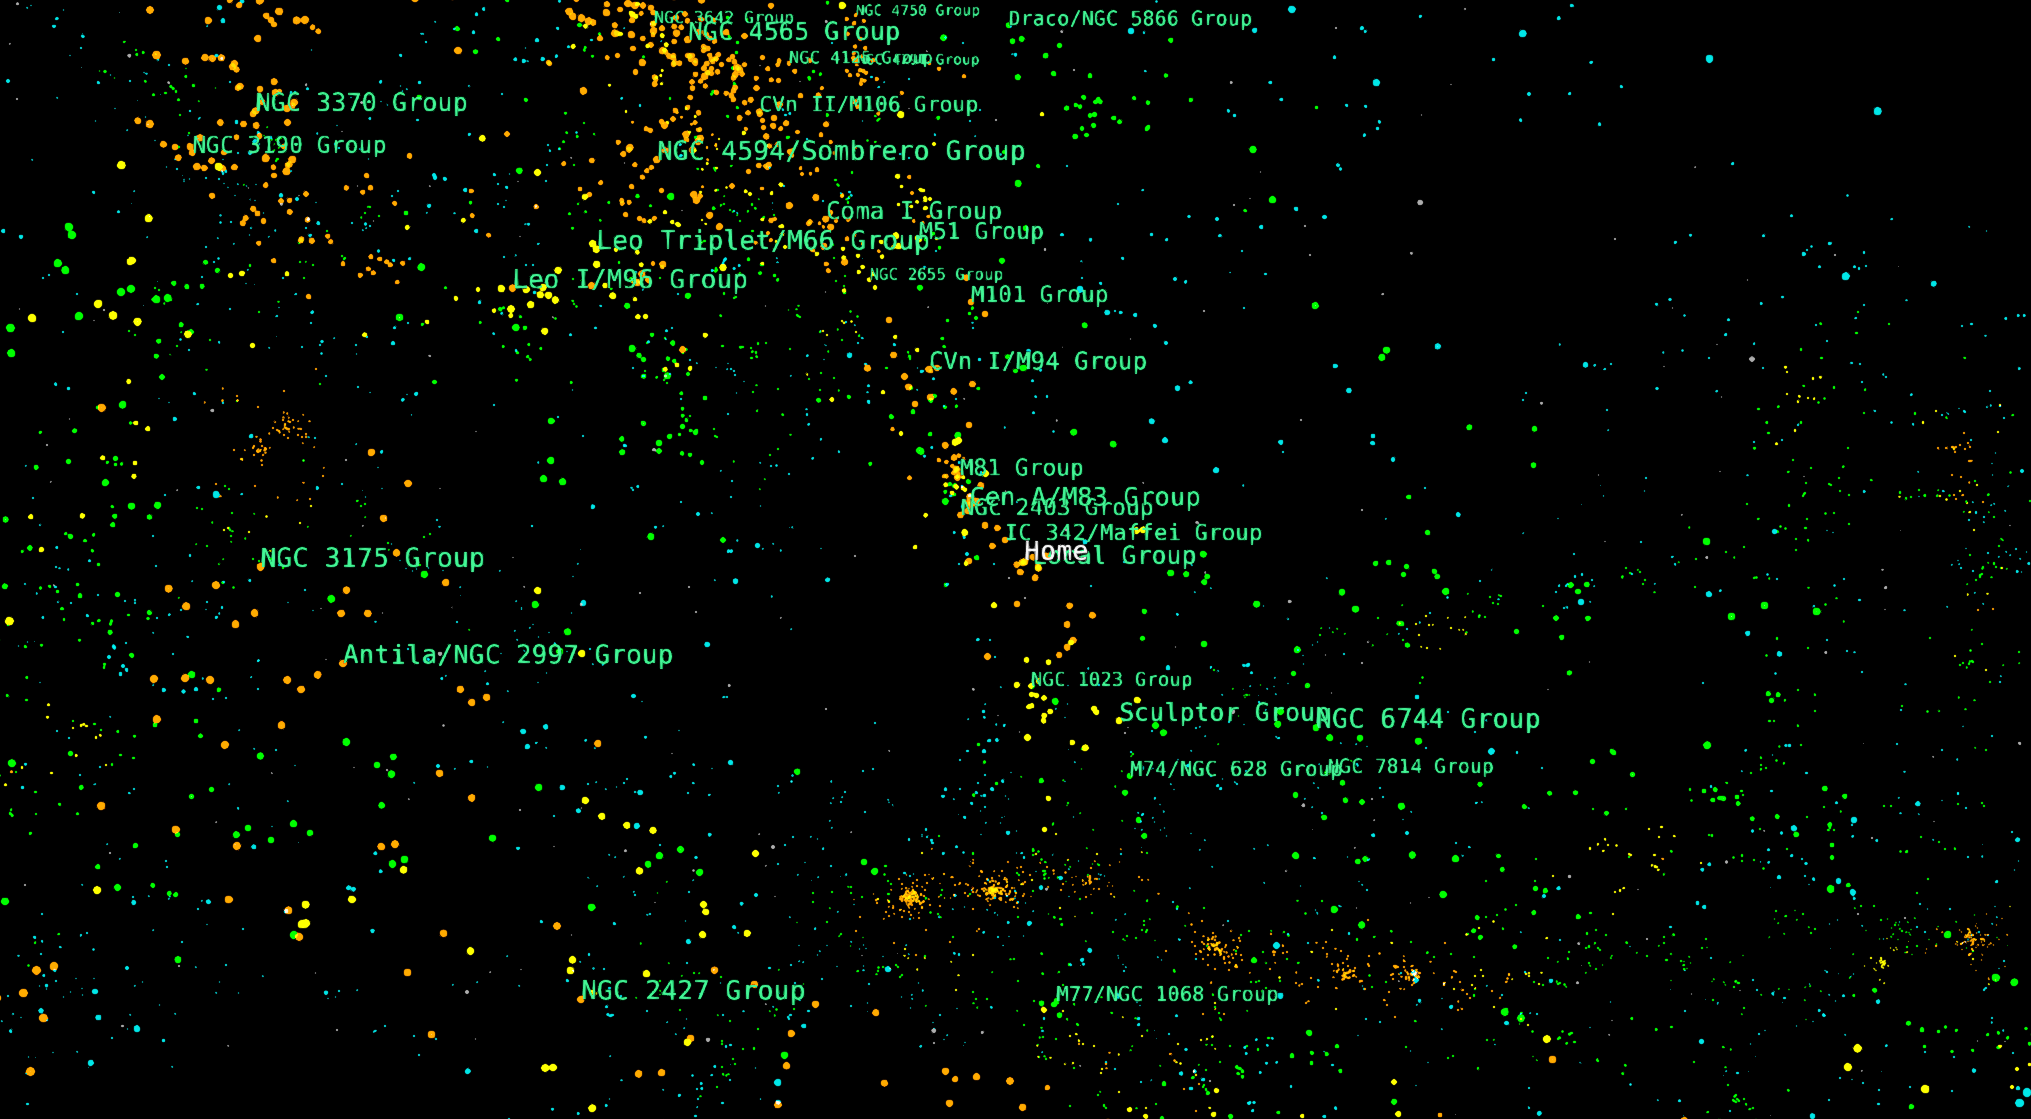 NGC 4750 Group
NGC 3642 Group
Draco/NGC 5866 Group
NGC 4565 Group
NGC 4125 Group
Group
NGC 3370 Group
CVn II/M106 Group
NGC 3190 Group
NGC 4594/Sombrero Group
Coma I Group
M51 Group
Leo Triplet/M66 Group
NGC 2655 Group
Leo I/M96 Group
M101 Group
CVn I/M94 Group
M81 Group
Cen A/M83 Group
NGC 2403 Group
IC 342/Maffei Group
Home
Local Group
NGC 3175 Group
Antila/NGC 2997 Group
NGC 1023 Group
Sculptor Group
NGC 6744 Group
M74/NGC 628 Group
NGC 7814 Group
NGC 2427 Group
M77/NGC 1068 Group